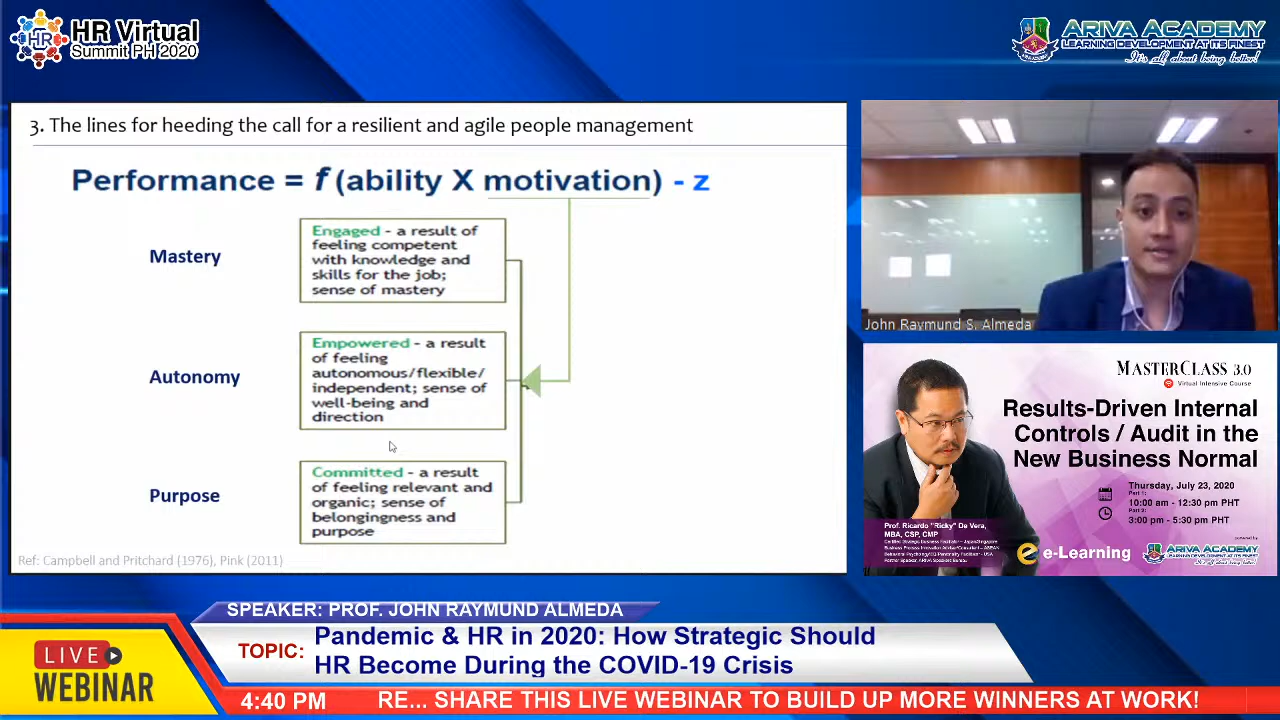 HR Virtual
Summit PH 2020
HR
ARIVA ACADEMY
LEARNING DEVELOPMENT AT ITS FINEST
It's all about being better!
3. The lines for heeding the call for a resilient and agile people management
Performance = f (ability X motivation) - z
Mastery
Engaged - a result of
feeling competent
with knowledge and
skills for the job;
sense of mastery
Autonomy
Empowered - a result
of feeling
autonomous/flexible/
independent; sense of
well-being and
direction
Purpose
Committed - a result
of feeling relevant and
organic; sense of
belongingness and
purpose
Ref: Campbell and Pritchard (1976), Pink (2011)
John Raymund S. Almeda
MASTERCLASS 3.0
Virtual Intensive Course
Results-Driven Internal
Controls / Audit in the
New Business Normal
Thursday, July 23, 2020
Part 1:
10:00 am - 12:30 pm PHT
Part 2:
3:00 pm - 5:30 pm PHT
Prof. Ricardo "Ricky" De Vera,
MBA, CSP, CMP
e e-Learning
ARIVA ACADEMY
SPEAKER: PROF. JOHN RAYMUND ALMEDA
TOPIC:
Pandemic & HR in 2020: How Strategic Should
HR Become During the COVID-19 Crisis
LIVE
WEBINAR
4:40 PM
RE... SHARE THIS LIVE WEBINAR TO BUILD UP MORE WINNERS AT WORK!